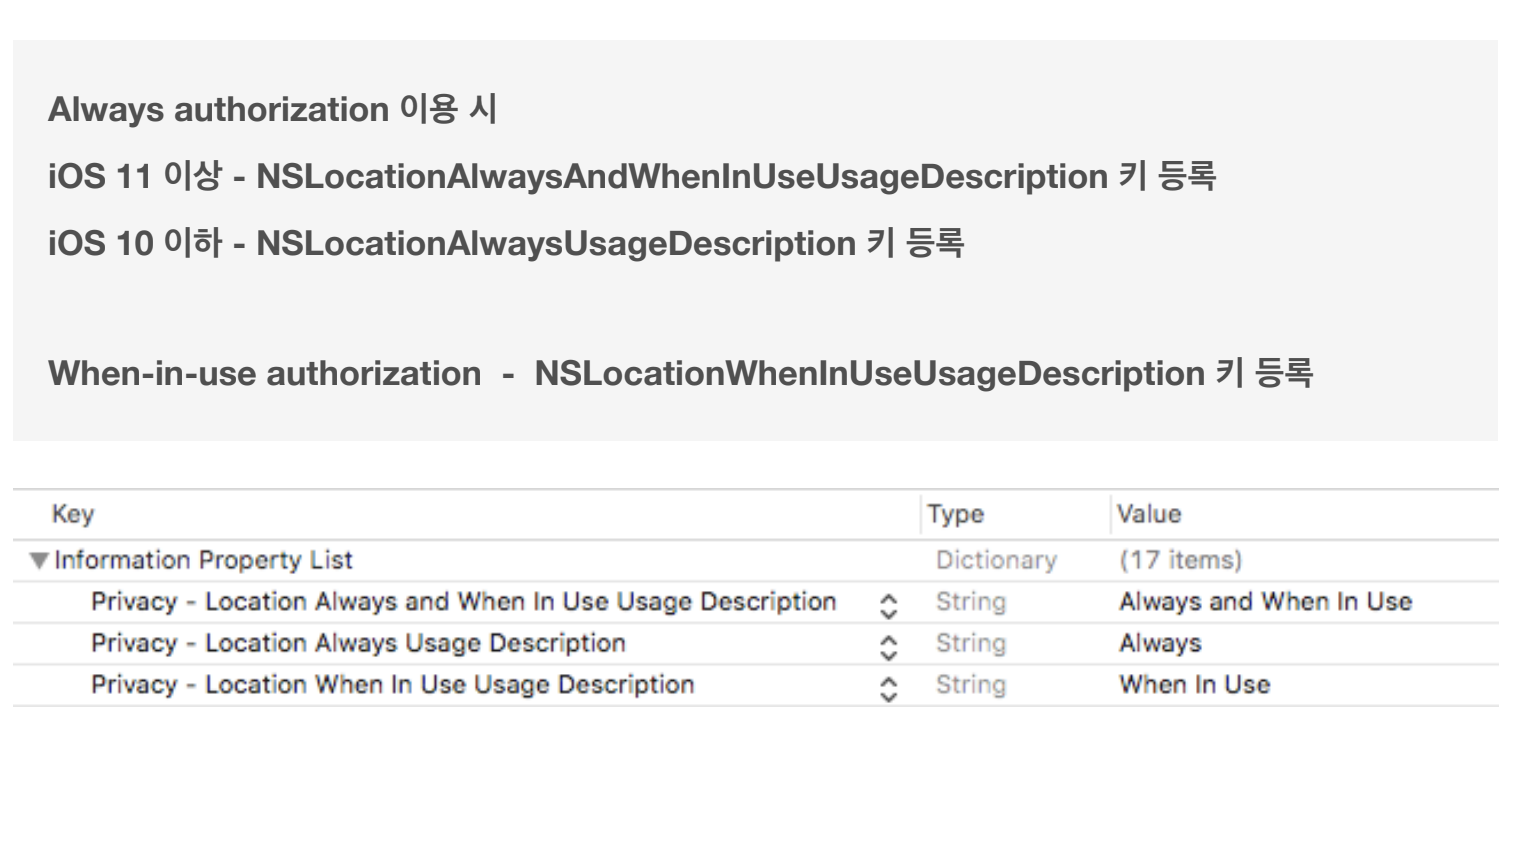 Always authorization 이용 시
iOS 11 이상 - NSLocationAlwaysAndWhenInUseUsageDescription 키 등록
iOS 10 이하 - NSLocationAlwaysUsageDescription 키 등록
When-in-use authorization  -  NSLocationWhenInUseUsageDescription 키 등록
Key Type Value
Information Property List Dictionary (17 items)
Privacy - Location Always and When In Use Usage Description String Always and When In Use
Privacy - Location Always Usage Description String Always
Privacy - Location When In Use Usage Description String When In Use